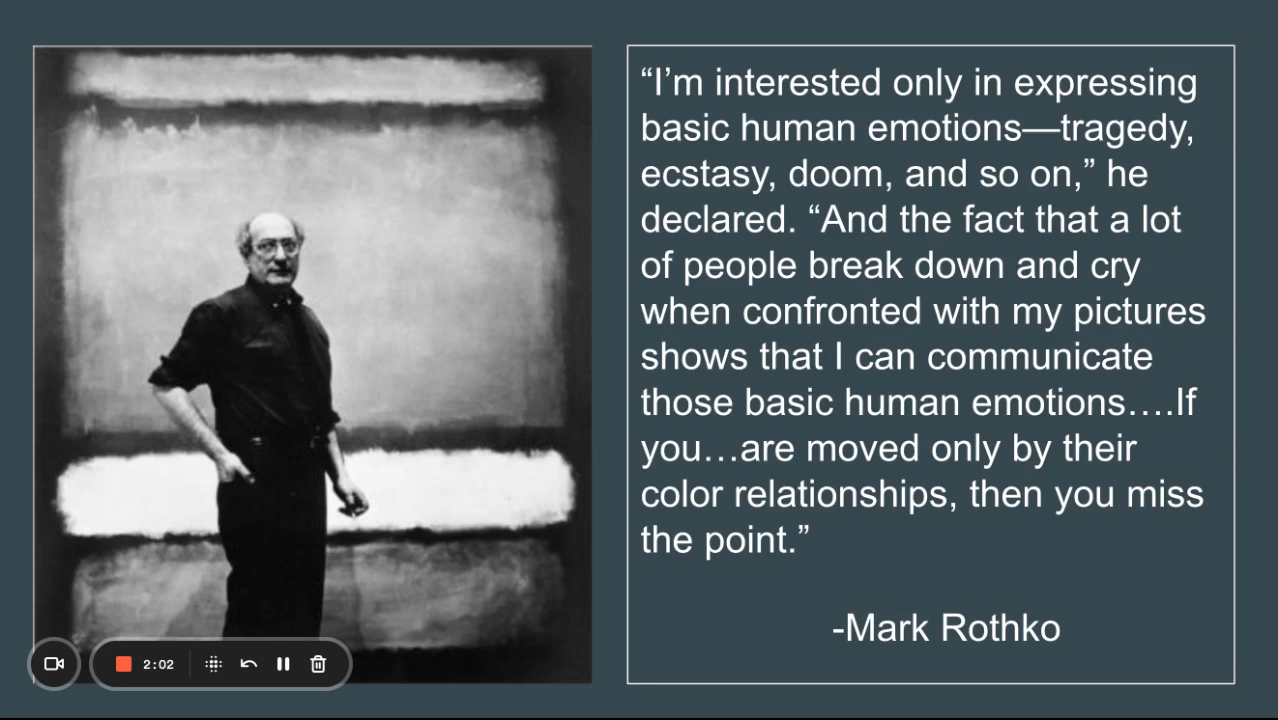 “I’m interested only in expressing
basic human emotions—tragedy,
ecstasy, doom, and so on,” he
declared. “And the fact that a lot
of people break down and cry
when confronted with my pictures
shows that I can communicate
those basic human emotions….If
you…are moved only by their
color relationships, then you miss
the point.”
-Mark Rothko
2:02